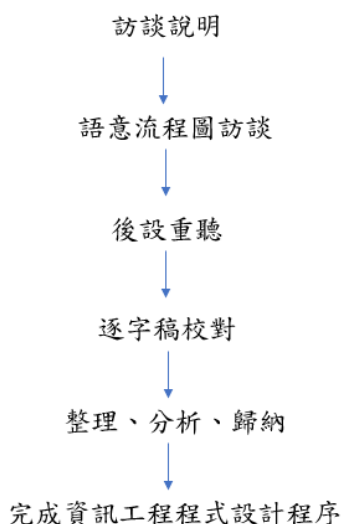 訪談說明
語意流程圖訪談
後設重聽
逐字稿校對
整理、分析、歸納
完成資訊工程程式設計程序